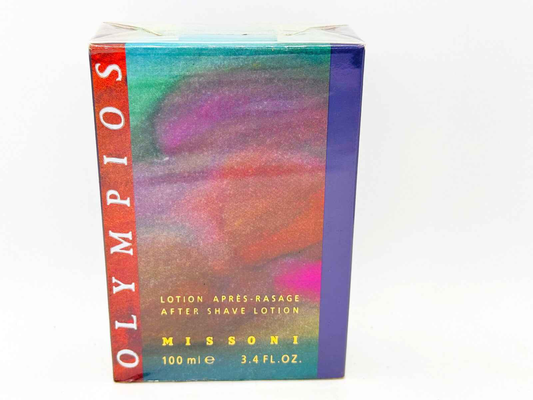 OLYMPIOS
LOTION APRÈS-RASAGE
AFTER SHAVE LOTION
MISSONI
100 ml ℮ 3.4 FL.OZ.